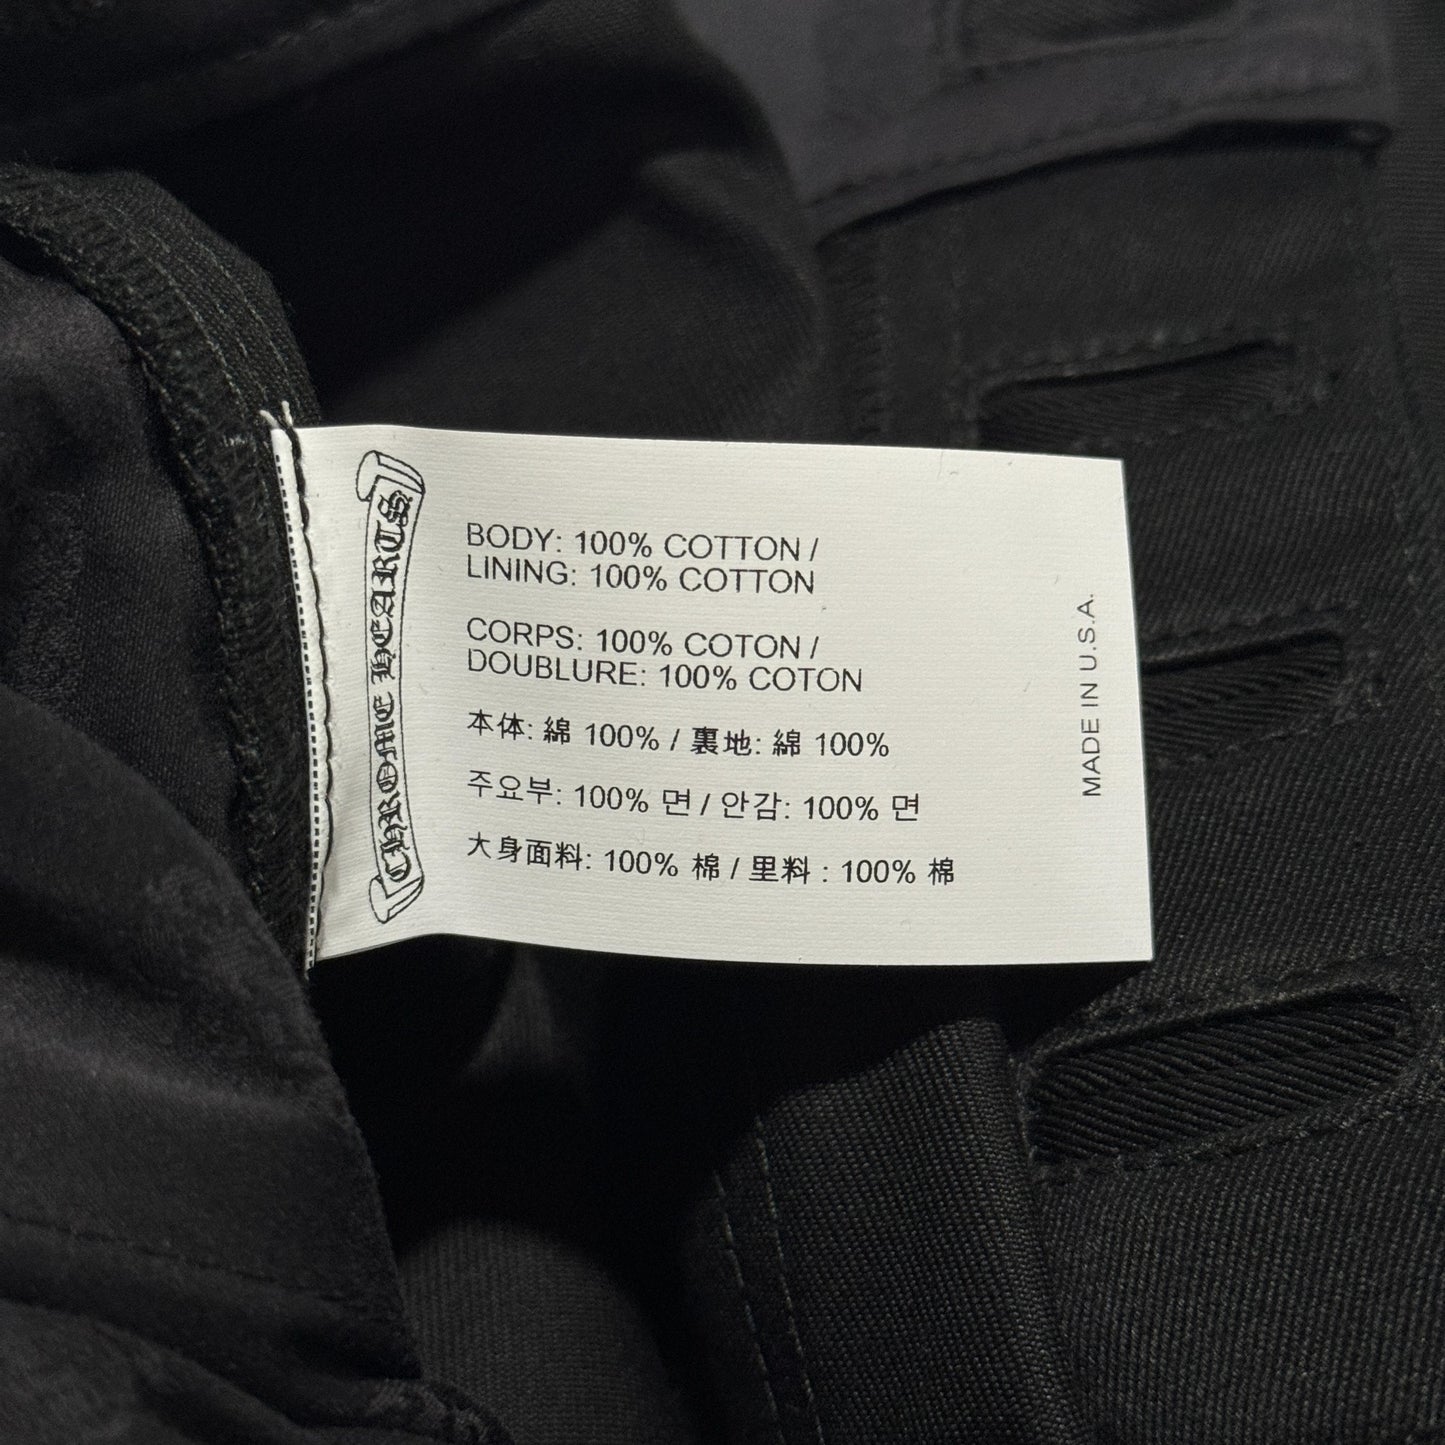 CHROME HEARTS
BODY: 100% COTTON /
LINING: 100% COTTON
CORPS: 100% COTON /
DOUBLURE: 100% COTON
本体: 綿 100% / 裏地: 綿 100%
주요부: 100% 면 / 안감: 100% 면
大身面料: 100% 棉 / 里料 : 100% 棉
MADE IN U.S.A.